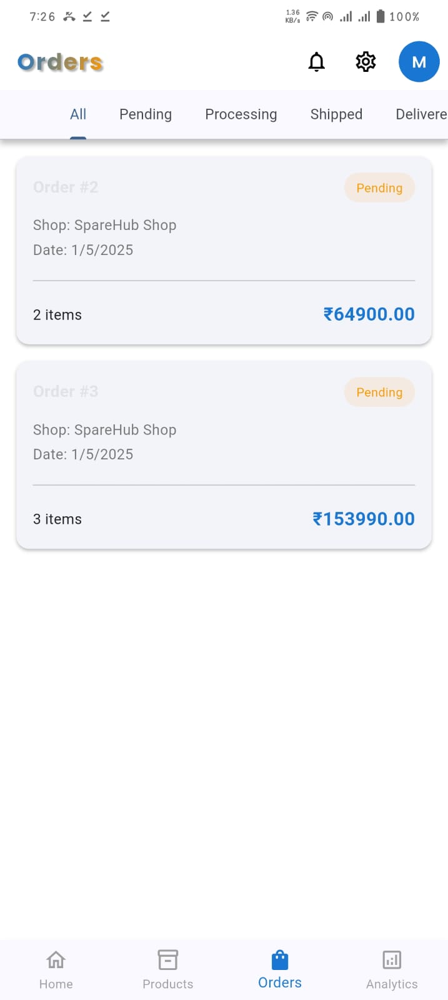 7:26
1.36
KB/s
100%
Orders
M
All Pending Processing Shipped Delivere
Order #2
Pending
Shop: SpareHub Shop
Date: 1/5/2025
2 items
₹64900.00
Order #3
Pending
Shop: SpareHub Shop
Date: 1/5/2025
3 items
₹153990.00
Home Products Orders Analytics